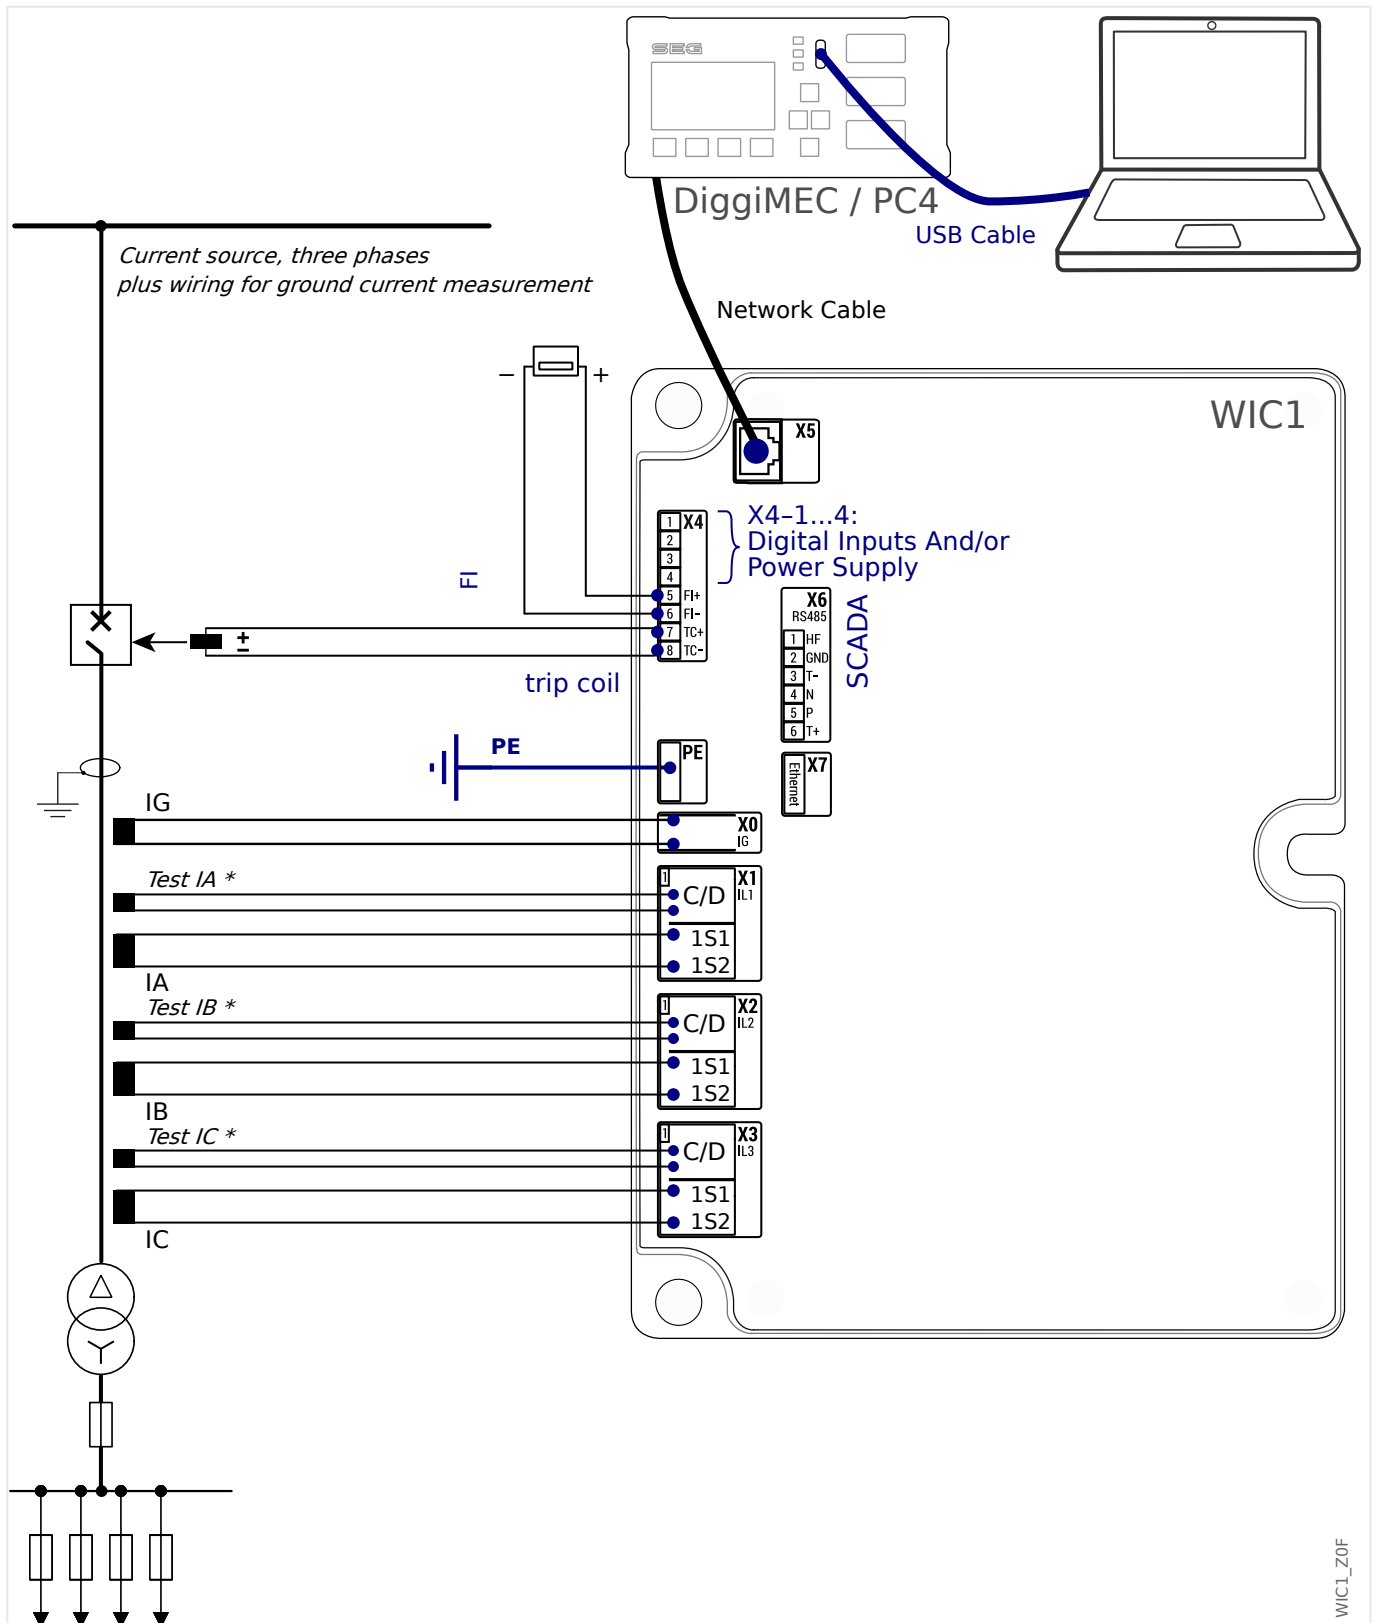 SEG
DiggiMEC / PC4
USB Cable
Current source, three phases
plus wiring for ground current measurement
Network Cable
− +
WIC1
X5
X4
1
2
3
4
5 FI+
6 FI-
7 TC+
8 TC-
X4–1...4:
Digital Inputs And/or
Power Supply
FI
±
trip coil
X6
RS485
1 HF
2 GND
3 T-
4 N
5 P
6 T+
SCADA
PE
PE
X7
Ethernet
IG
X0
IG
Test IA *
1
C/D
X1
IL1
1S1
1S2
IA
Test IB *
1
C/D
X2
IL2
1S1
1S2
IB
Test IC *
1
C/D
X3
IL3
1S1
1S2
IC
WIC1_Z0F